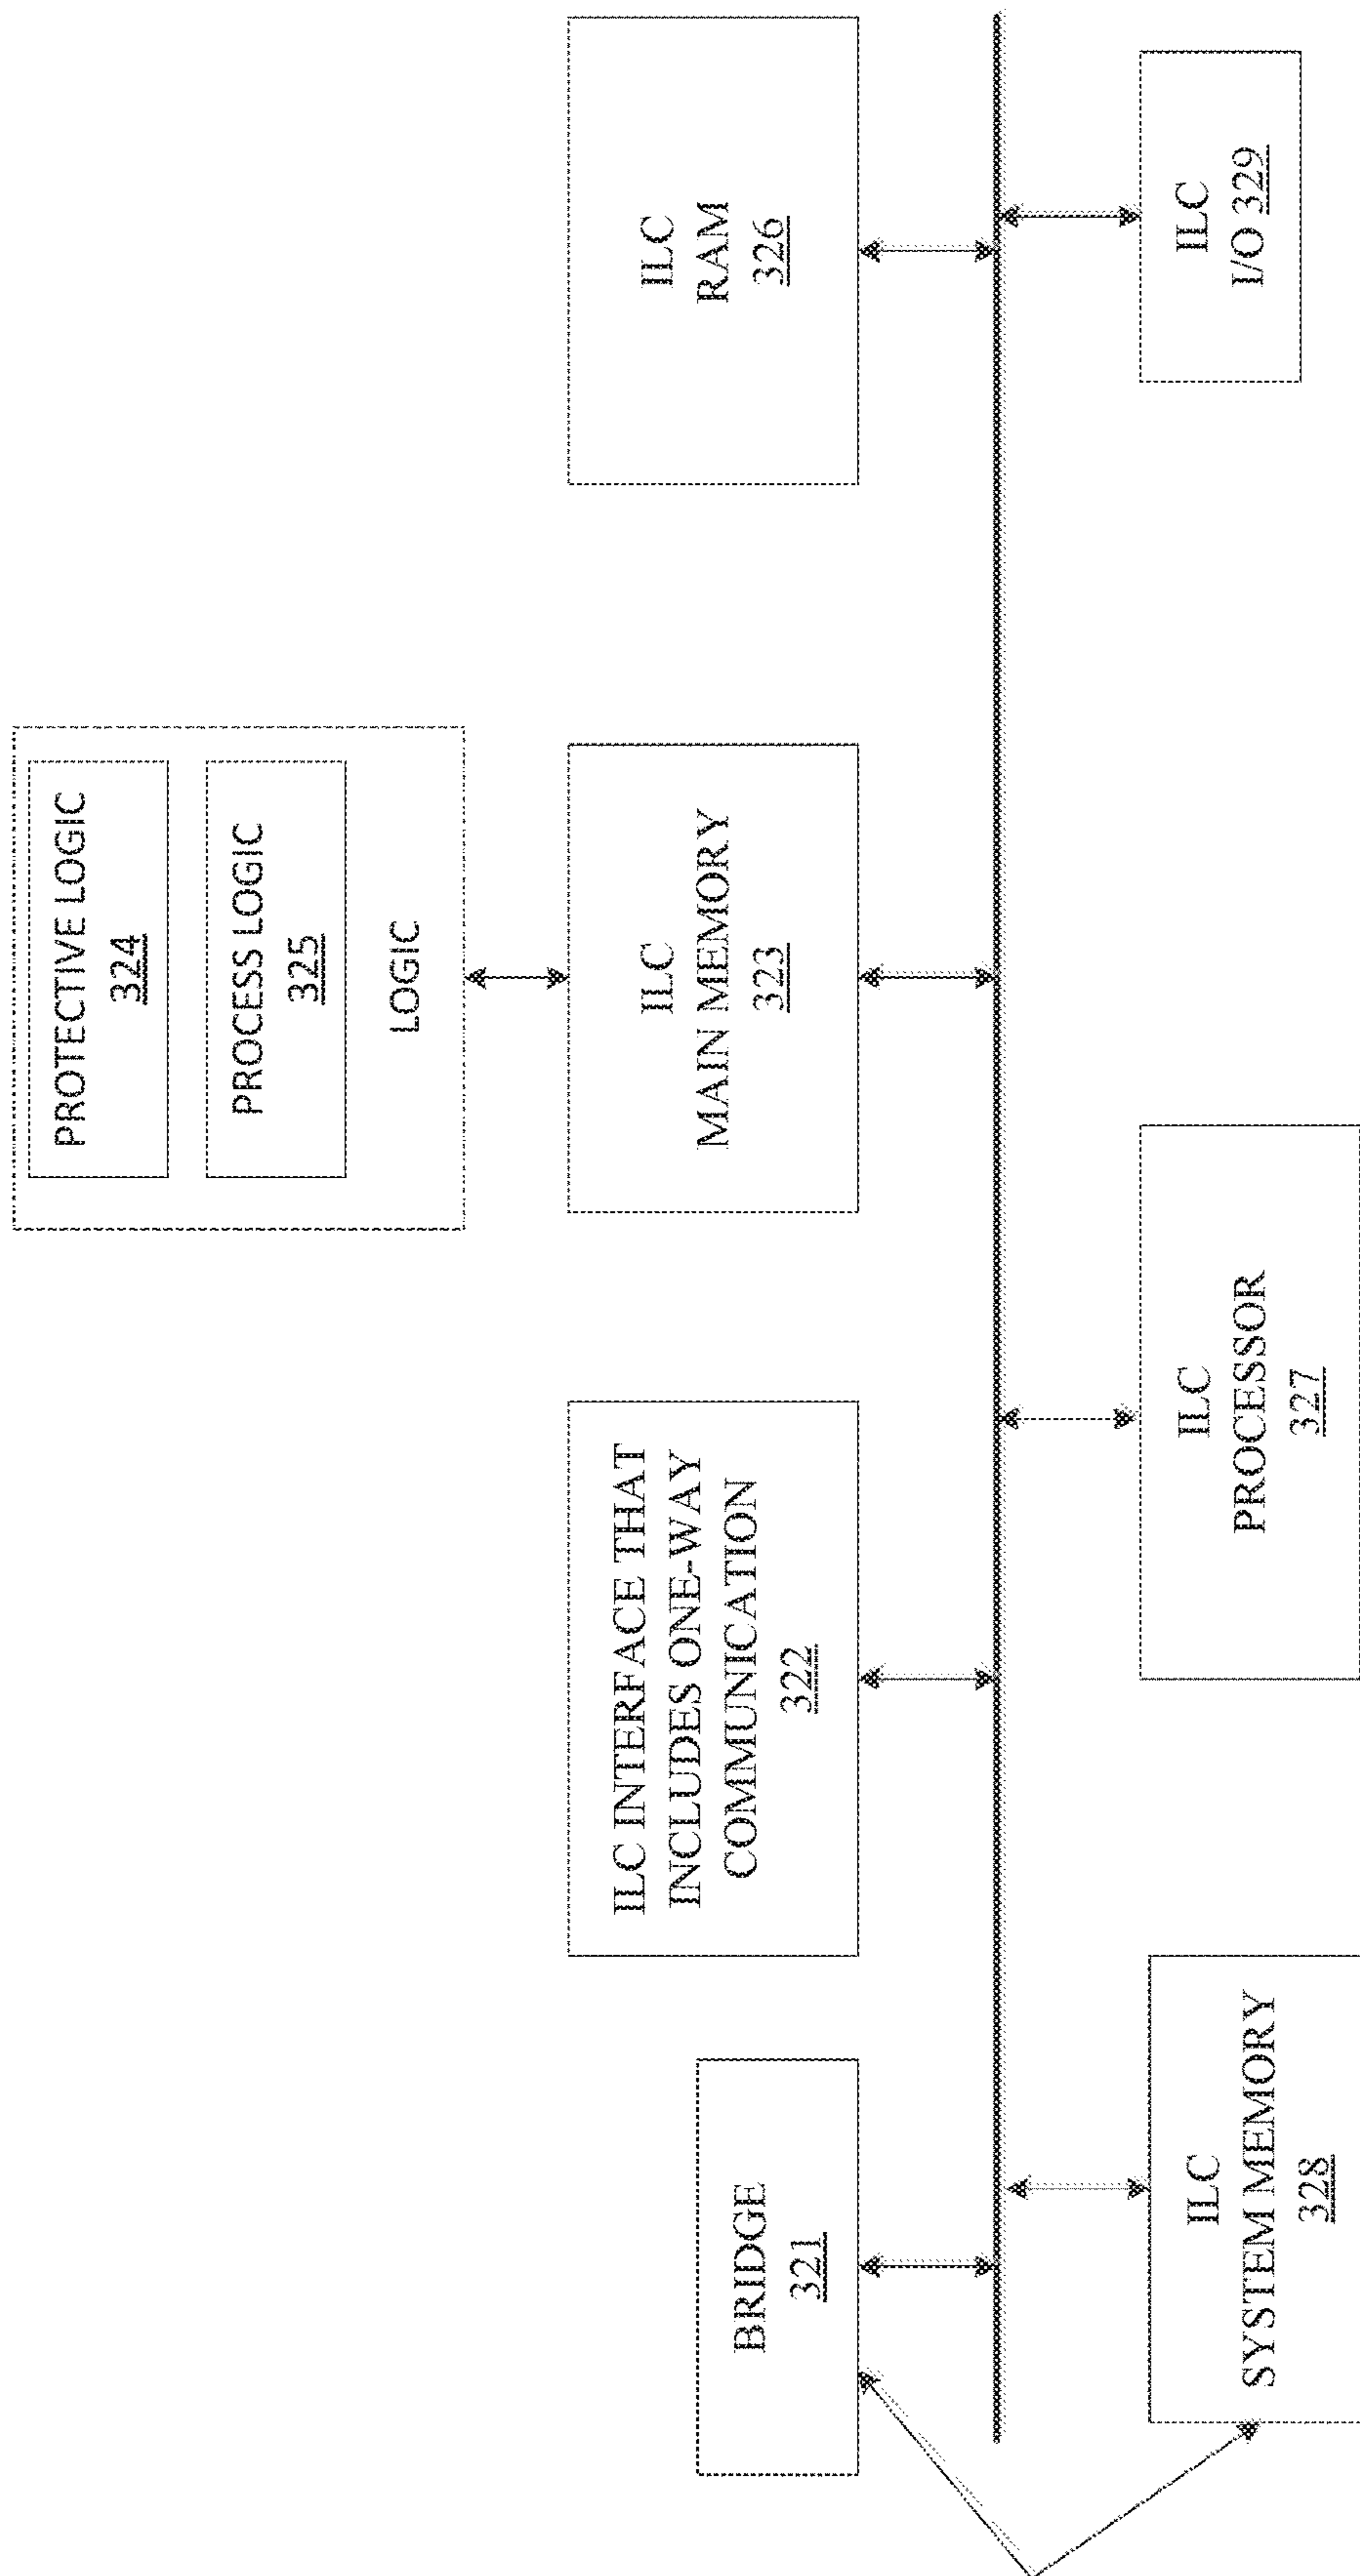 PROTECTIVE LOGIC
324
PROCESS LOGIC
325
LOGIC
BRIDGE
321
ILC INTERFACE THAT
INCLUDES ONE-WAY
COMMUNICATION
322
ILC
MAIN MEMORY
323
ILC
RAM
326
ILC
SYSTEM MEMORY
328
ILC
PROCESSOR
327
ILC
I/O 329